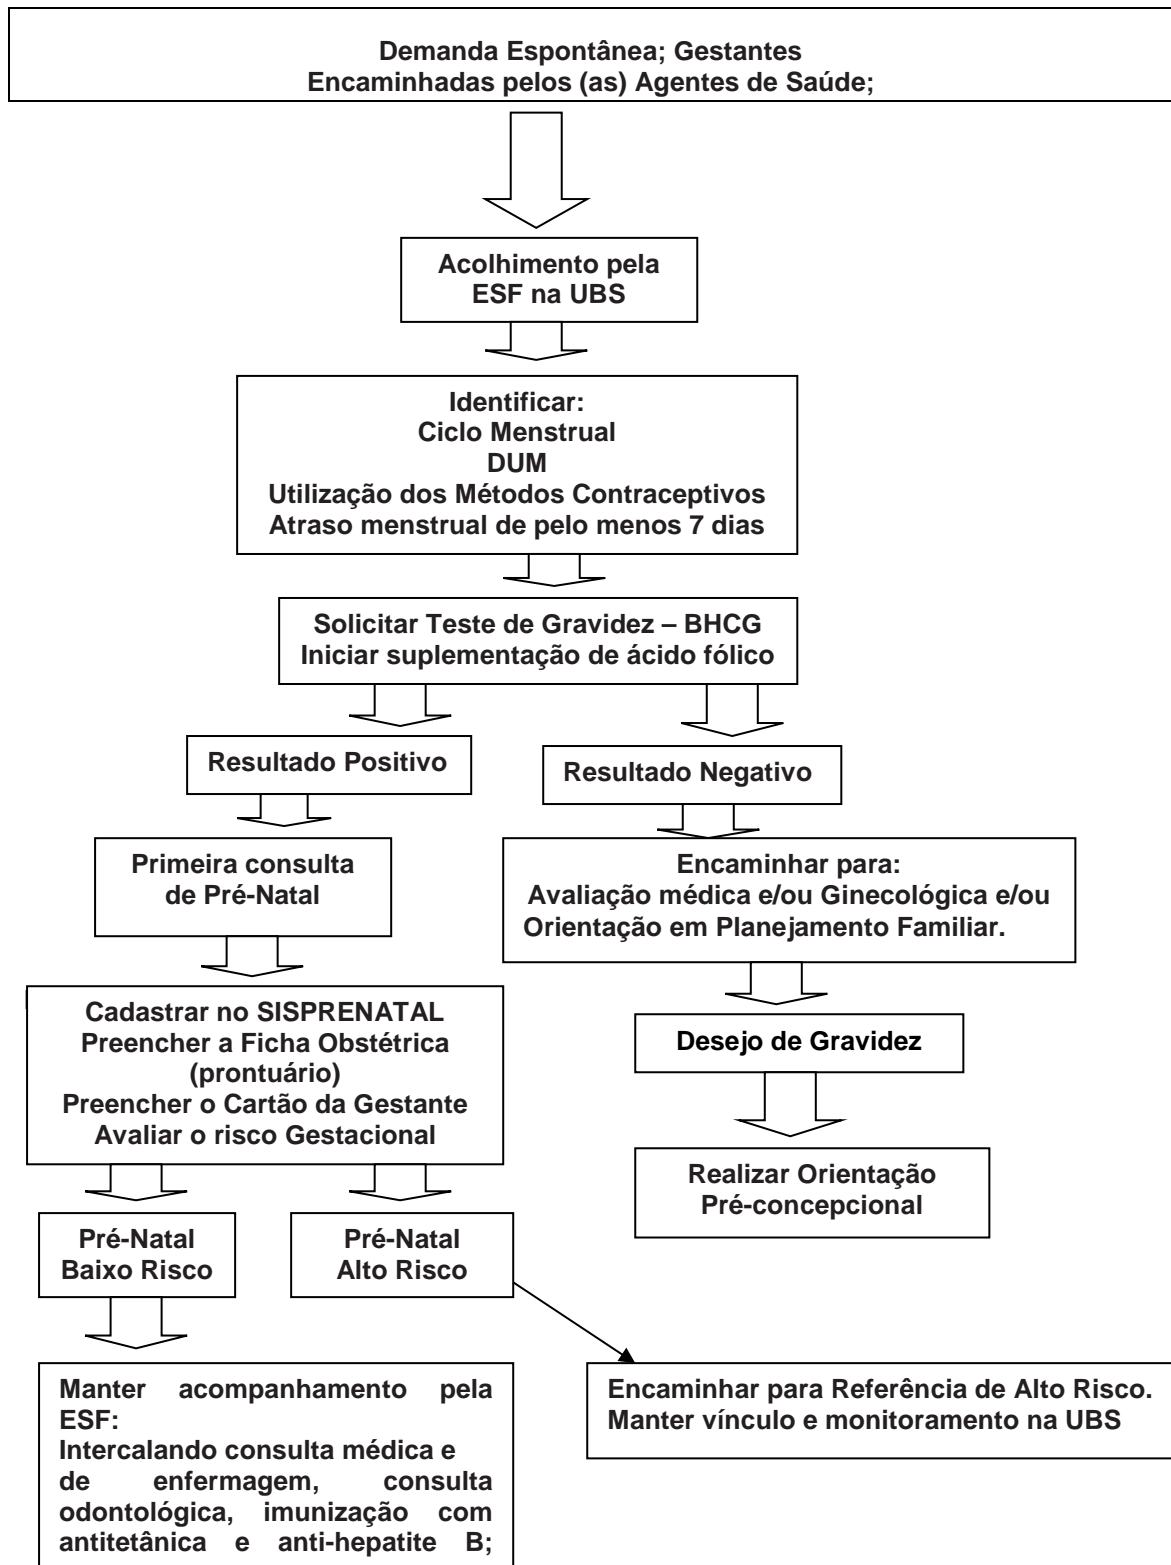 Demanda Espontânea; Gestantes
Encaminhadas pelos (as) Agentes de Saúde;
Acolhimento pela
ESF na UBS
Identificar:
Ciclo Menstrual
DUM
Utilização dos Métodos Contraceptivos
Atraso menstrual de pelo menos 7 dias
Solicitar Teste de Gravidez – BHCG
Iniciar suplementação de ácido fólico
Resultado Positivo
Resultado Negativo
Primeira consulta
de Pré-Natal
Encaminhar para:
Avaliação médica e/ou Ginecológica e/ou
Orientação em Planejamento Familiar.
Cadastrar no SISPRENATAL
Preencher a Ficha Obstétrica
(prontuário)
Preencher o Cartão da Gestante
Avaliar o risco Gestacional
Desejo de Gravidez
Realizar Orientação
Pré-concepcional
Pré-Natal
Baixo Risco
Pré-Natal
Alto Risco
Manter acompanhamento pela
ESF:
Intercalando consulta médica e
de enfermagem, consulta
odontológica, imunização com
antitetânica e anti-hepatite B;
Encaminhar para Referência de Alto Risco.
Manter vínculo e monitoramento na UBS